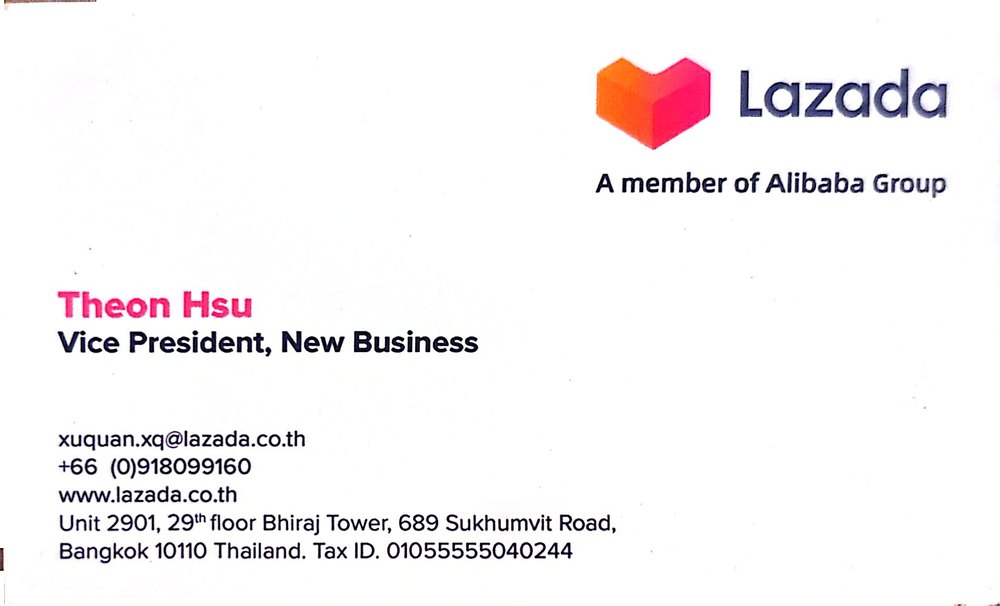 Lazada
A member of Alibaba Group
Theon Hsu
Vice President, New Business
xuquan.xq@lazada.co.th
+66 (0)918099160
www.lazada.co.th
Unit 2901, 29th floor Bhiraj Tower, 689 Sukhumvit Road,
Bangkok 10110 Thailand. Tax ID. 01055555040244